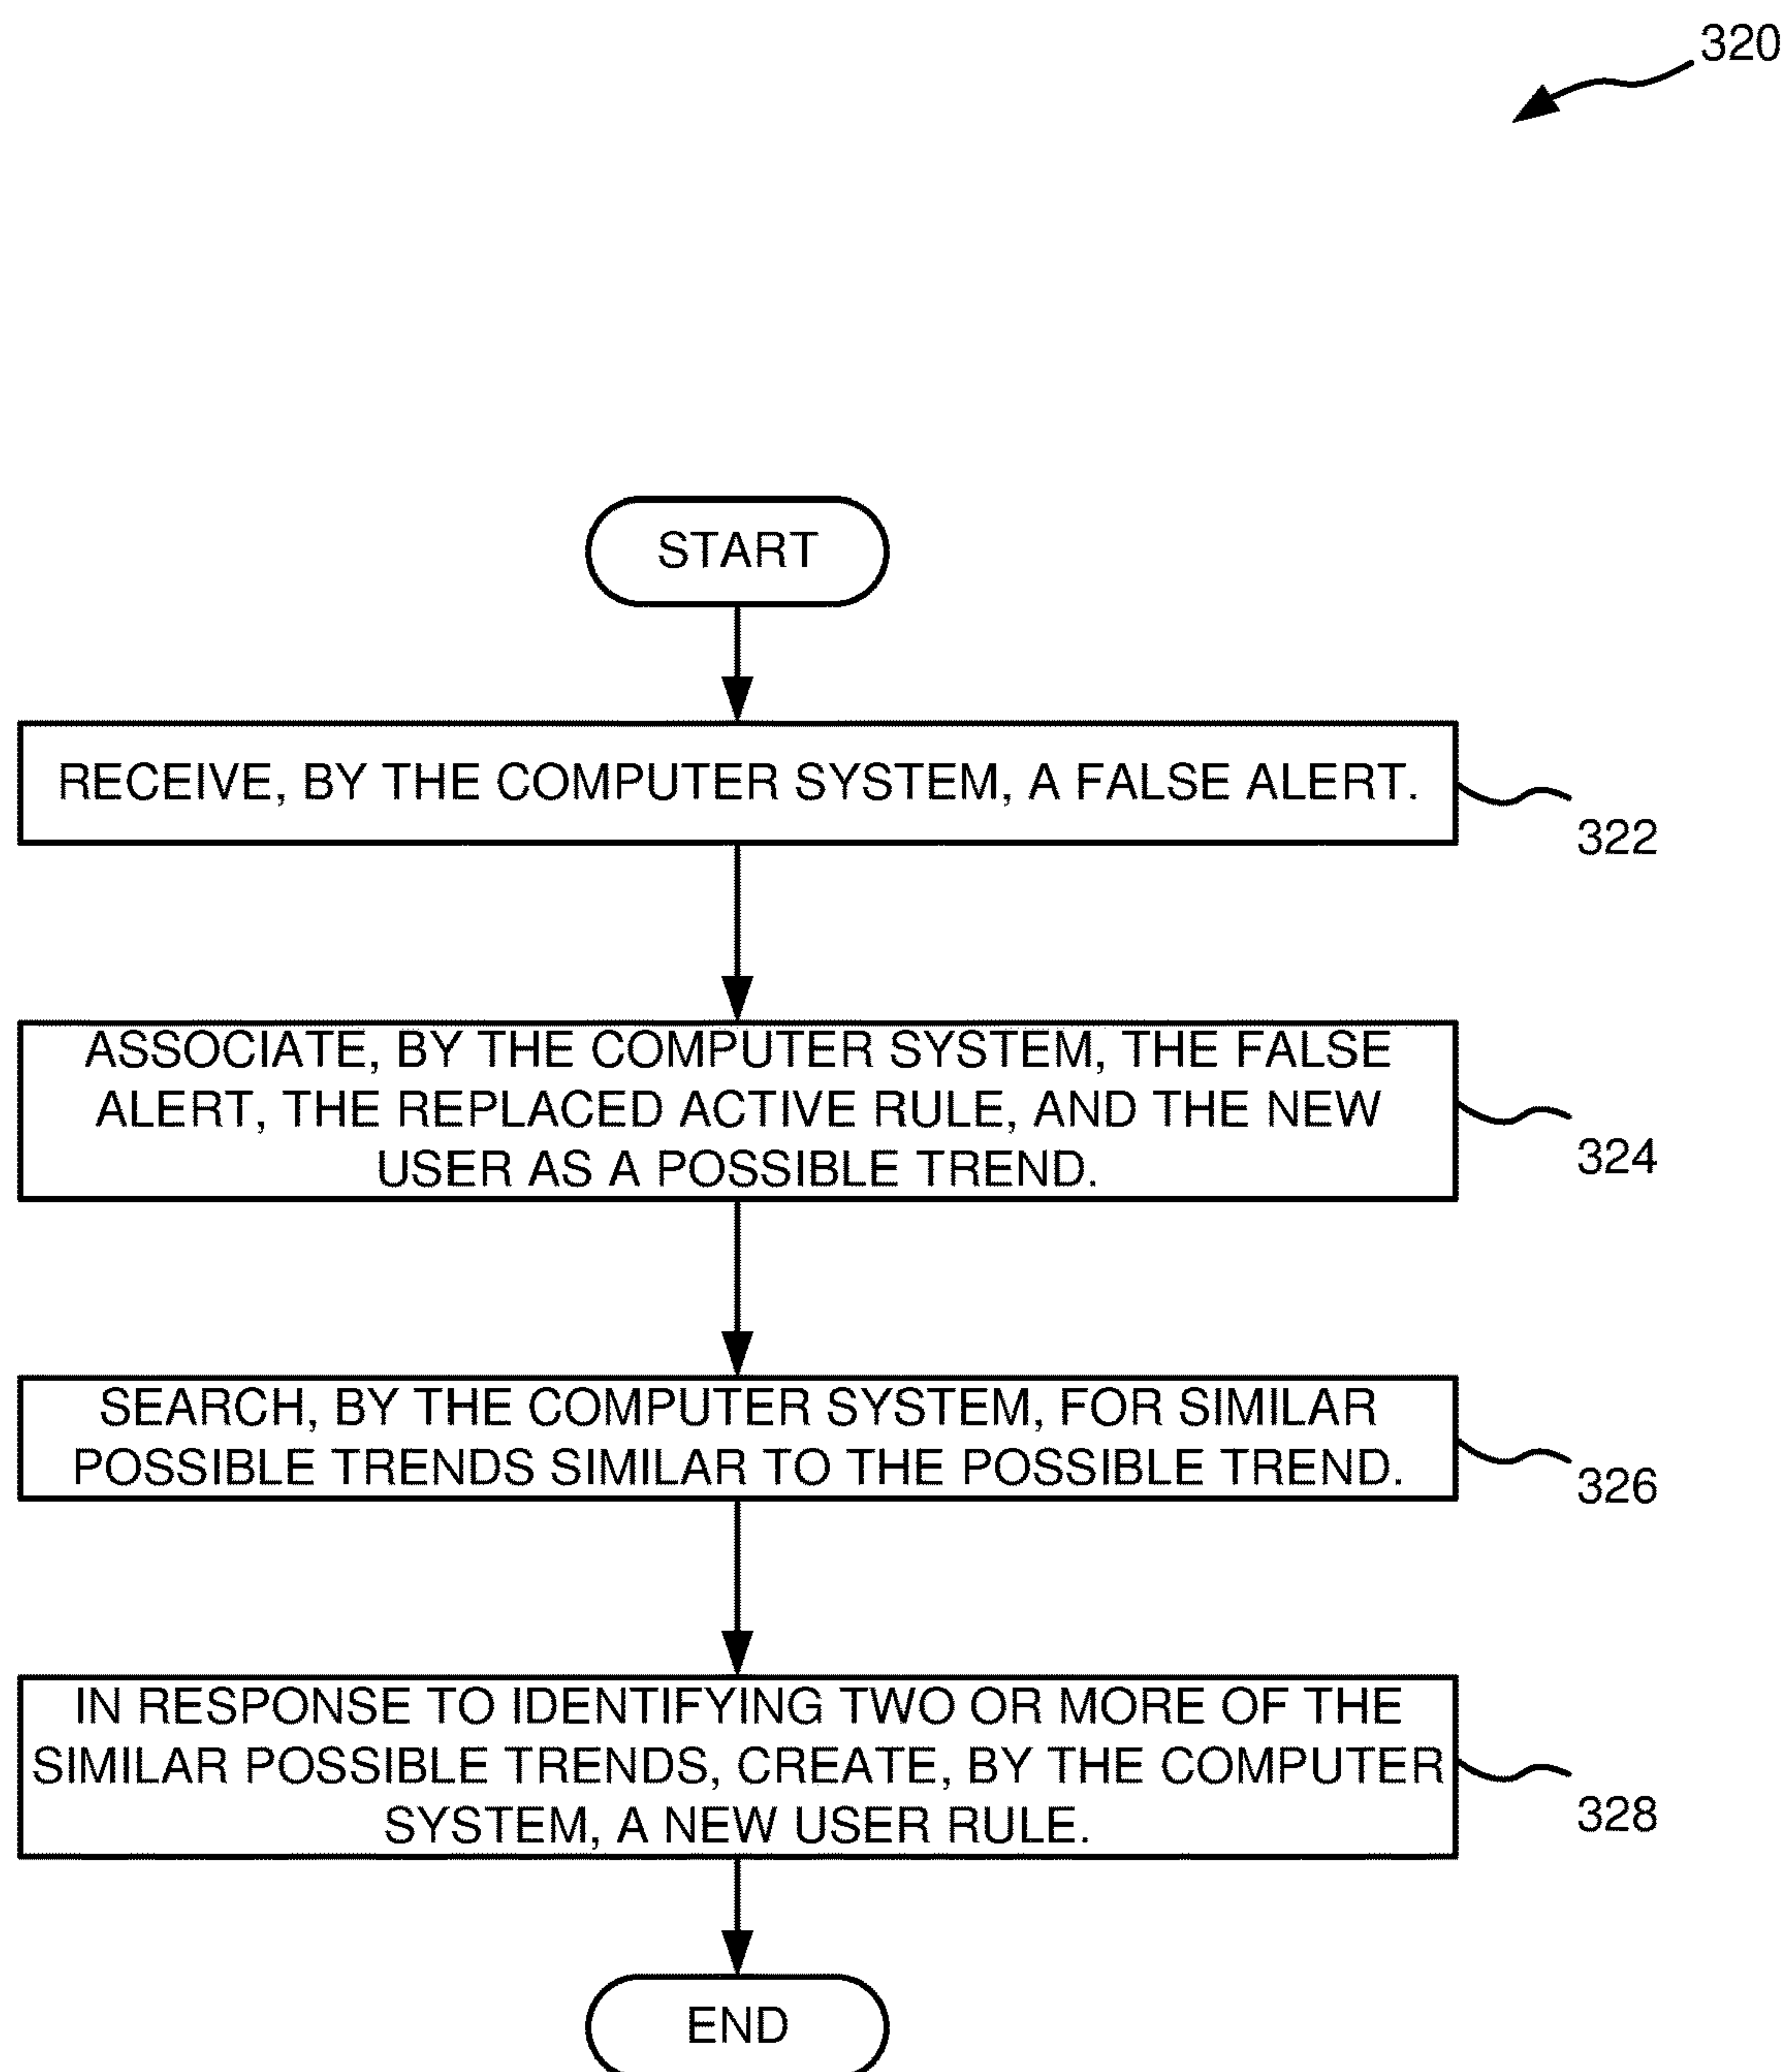 320
START
RECEIVE, BY THE COMPUTER SYSTEM, A FALSE ALERT.
322
ASSOCIATE, BY THE COMPUTER SYSTEM, THE FALSE
ALERT, THE REPLACED ACTIVE RULE, AND THE NEW
USER AS A POSSIBLE TREND.
324
SEARCH, BY THE COMPUTER SYSTEM, FOR SIMILAR
POSSIBLE TRENDS SIMILAR TO THE POSSIBLE TREND.
326
IN RESPONSE TO IDENTIFYING TWO OR MORE OF THE
SIMILAR POSSIBLE TRENDS, CREATE, BY THE COMPUTER
SYSTEM, A NEW USER RULE.
328
END